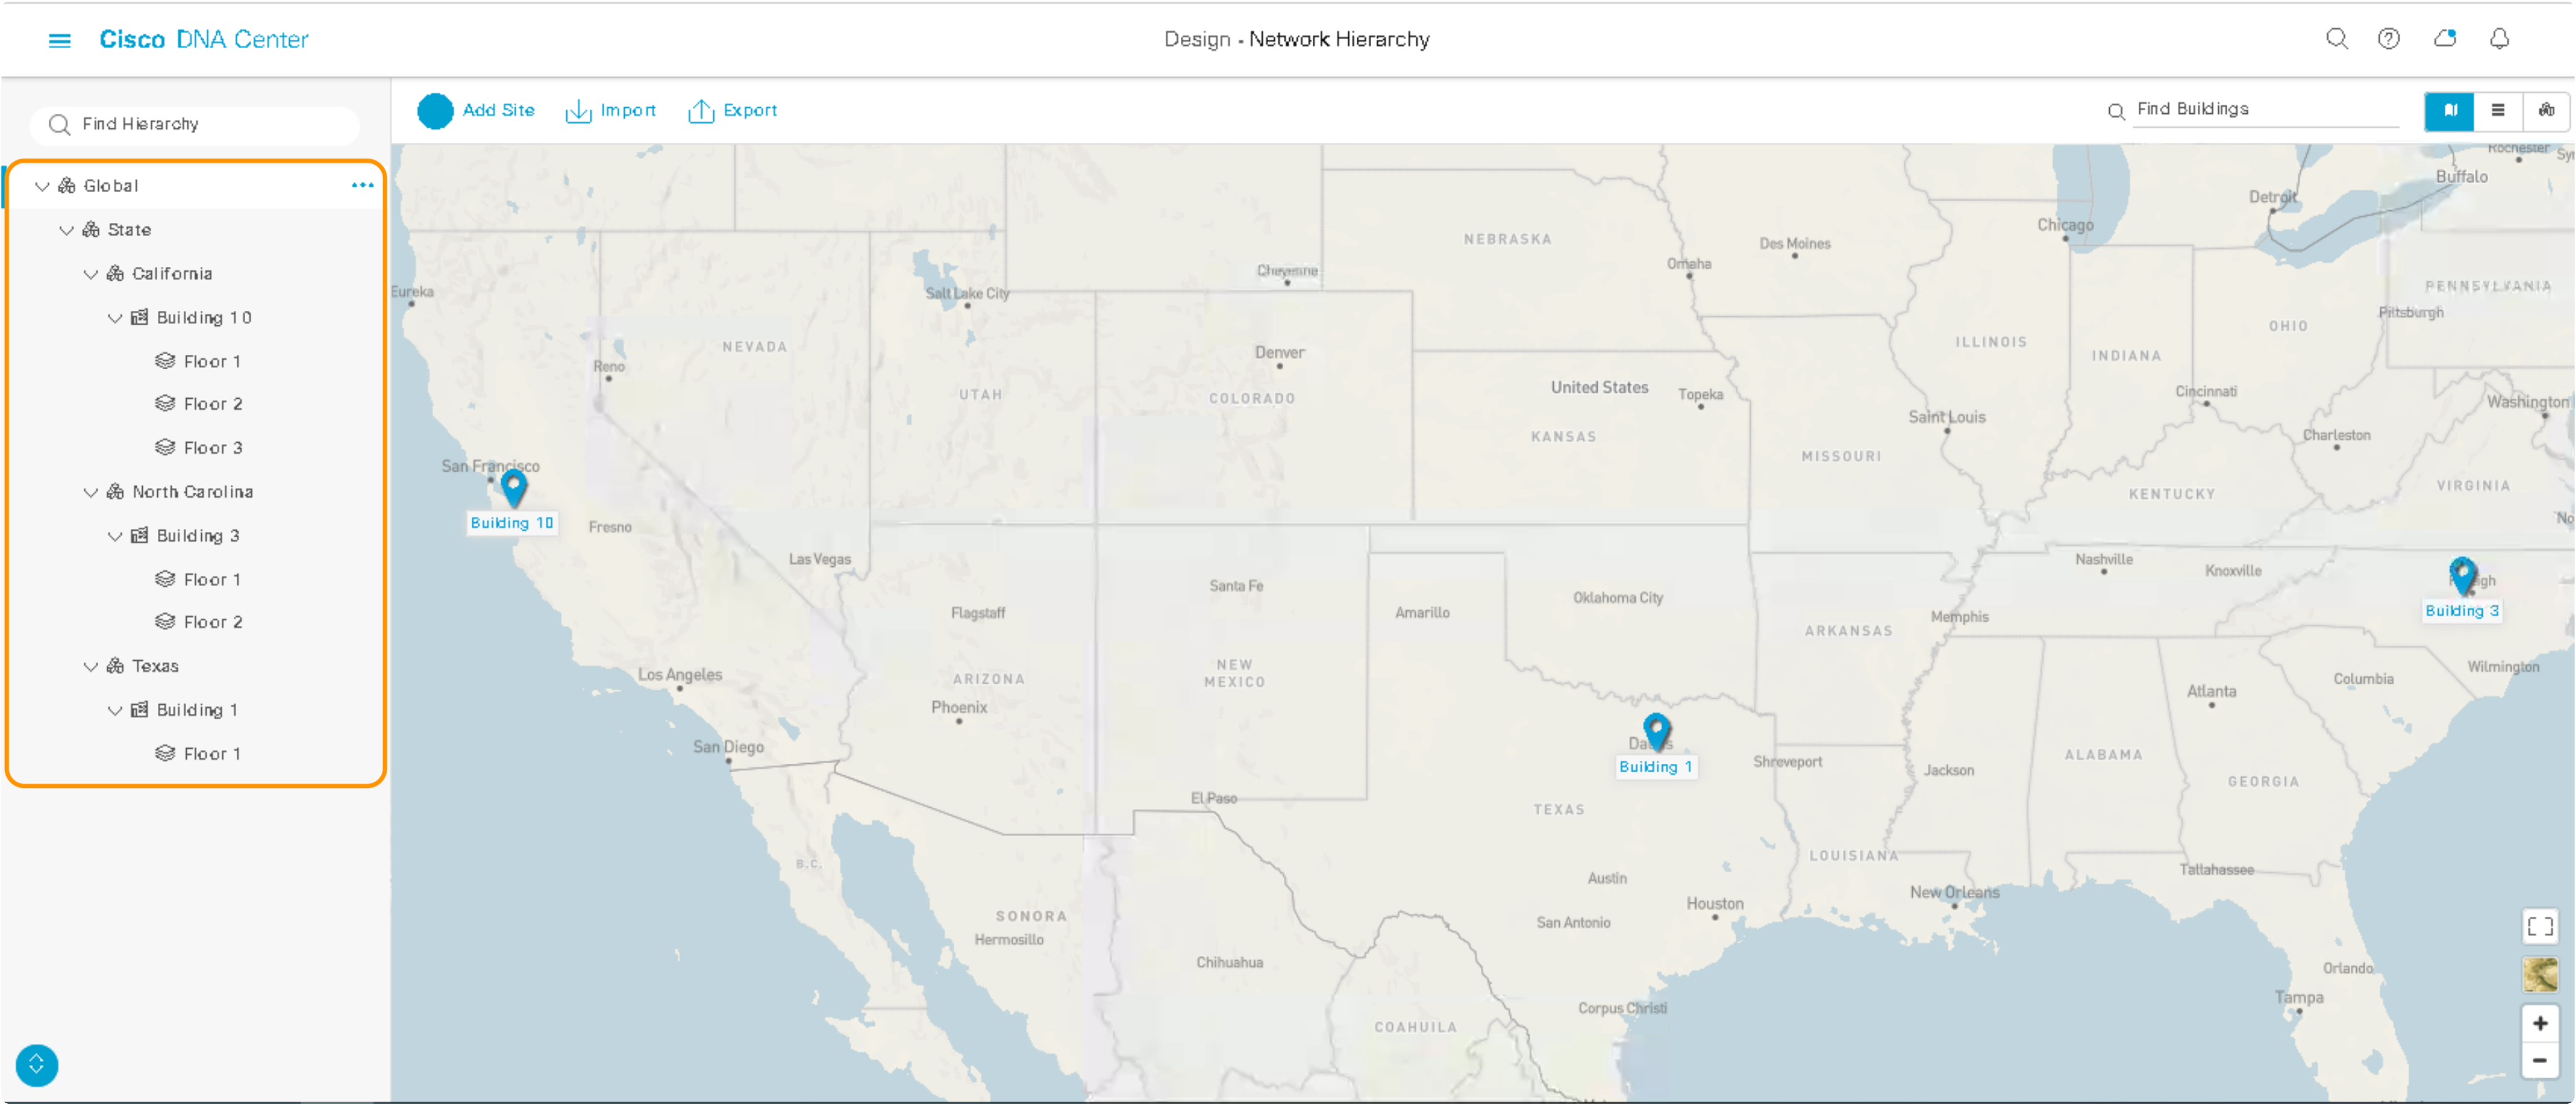 Cisco DNA Center
Design - Network Hierarchy
Find Hierarchy
Add Site
Import
Export
Find Buildings
Global
State
California
Building 10
Floor 1
Floor 2
Floor 3
North Carolina
Building 3
Floor 1
Floor 2
Texas
Building 1
Floor 1
Rochester
Buffalo
Detroit
Chicago
NEBRASKA
Des Moines
Omaha
Cheyenne
Eureka
Salt Lake City
PENNSYLVANIA
Pittsburgh
OHIO
ILLINOIS
INDIANA
NEVADA
Denver
Reno
UTAH
COLORADO
United States
Topeka
Cincinnati
Washington
Saint Louis
KANSAS
Charleston
MISSOURI
San Francisco
VIRGINIA
KENTUCKY
Building 10
Fresno
Las Vegas
Nashville
Knoxville
Santa Fe
Oklahoma City
Flagstaff
Amarillo
Memphis
Building 3
ARKANSAS
NEW
MEXICO
Wilmington
Los Angeles
ARIZONA
Columbia
Atlanta
Phoenix
San Diego
Building 1
Shreveport
Jackson
ALABAMA
GEORGIA
El Paso
TEXAS
LOUISIANA
B.C.
Tallahassee
Austin
New Orleans
Houston
SONORA
San Antonio
Hermosillo
Chihuahua
Orlando
Tampa
Corpus Christi
COAHUILA